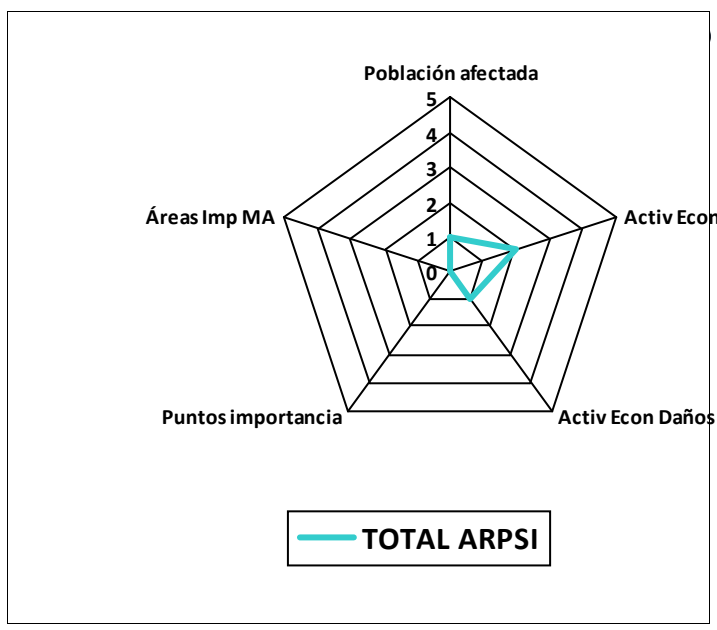 Población afectada
5
4
3
2
1
0
Áreas Imp MA
Activ Econ
Puntos importancia
Activ Econ Daños
TOTAL ARPSI